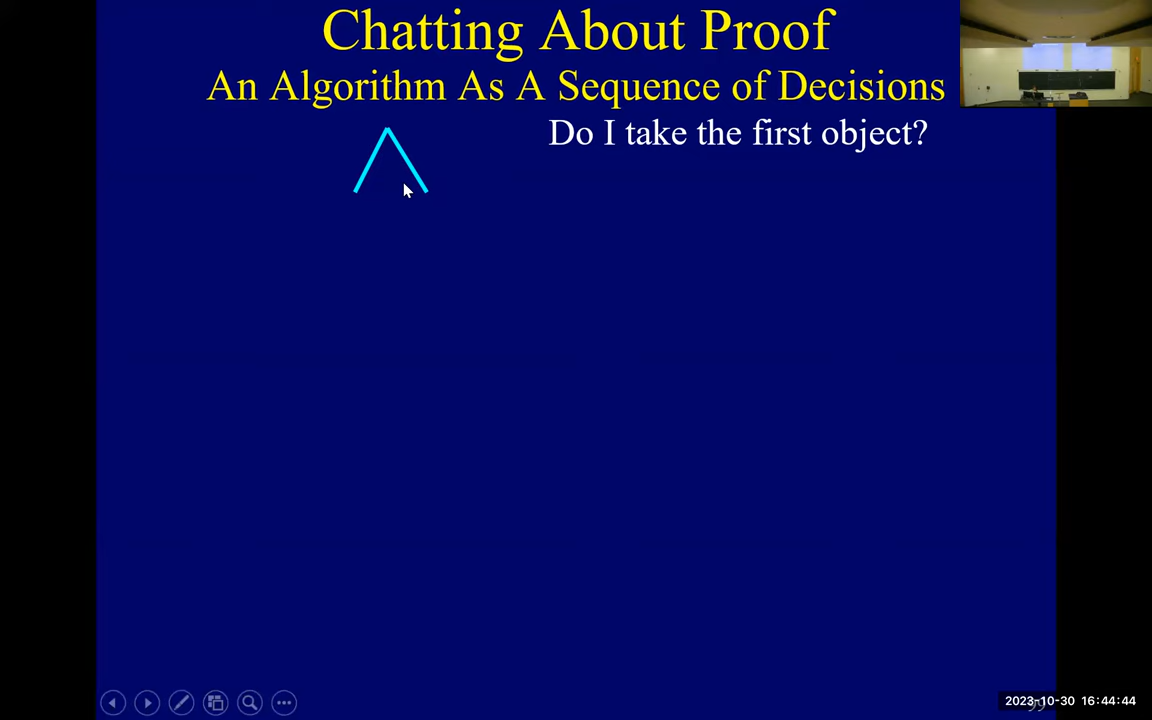 Chatting About Proof
An Algorithm As A Sequence of Decisions
Do I take the first object?
2023-10-30 16:44:44